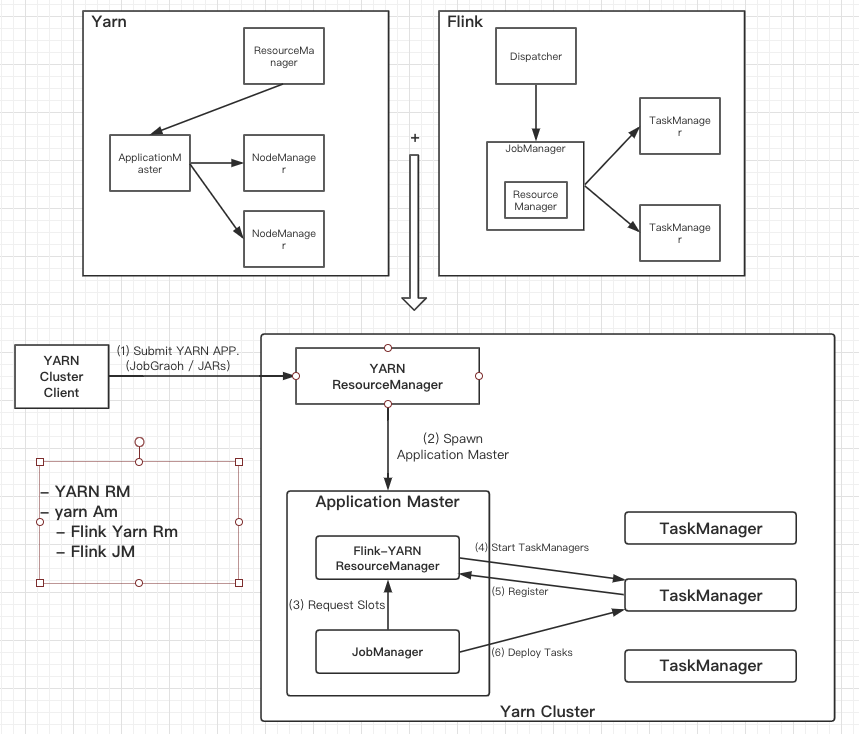 Yarn
ResourceMa
nager
ApplicationM
aster
NodeManage
r
NodeManage
r
+
Flink
Dispatcher
JobManager
Resource
Manager
TaskManage
r
TaskManage
r
YARN
Cluster
Client
(1) Submit YARN APP.
(JobGraoh / JARs)
YARN
ResourceManager
(2) Spawn
Application Master
- YARN RM
- yarn Am
- Flink Yarn Rm
- Flink JM
Application Master
Flink-YARN
ResourceManager
(3) Request Slots
JobManager
(4) Start TaskManagers
(5) Register
(6) Deploy Tasks
TaskManager
TaskManager
TaskManager
Yarn Cluster